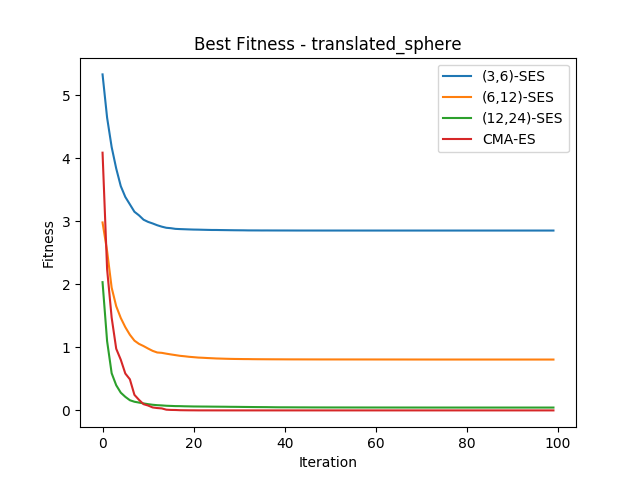 Best Fitness - translated_sphere
(3,6)-SES
(6,12)-SES
(12,24)-SES
CMA-ES
5
4
3
2
1
0
Fitness
0 20 40 60 80 100
Iteration